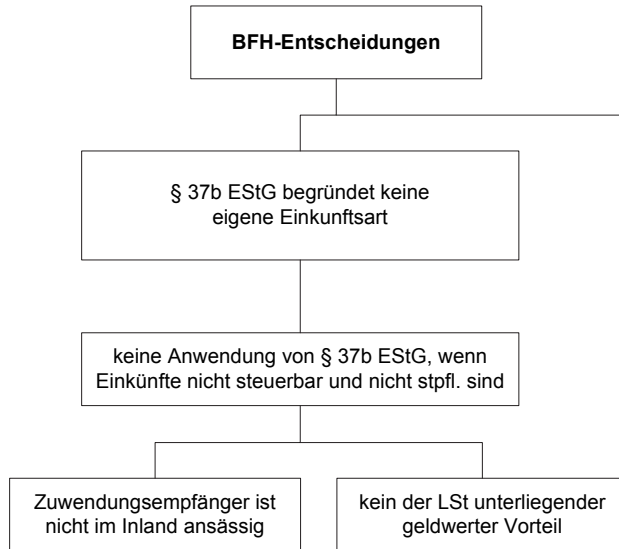 BFH-Entscheidungen
§ 37b EStG begründet keine
eigene Einkunftsart
keine Anwendung von § 37b EStG, wenn
Einkünfte nicht steuerbar und nicht stpfl. sind
Zuwendungsempfänger ist
nicht im Inland ansässig
kein der LSt unterliegender
geldwerter Vorteil